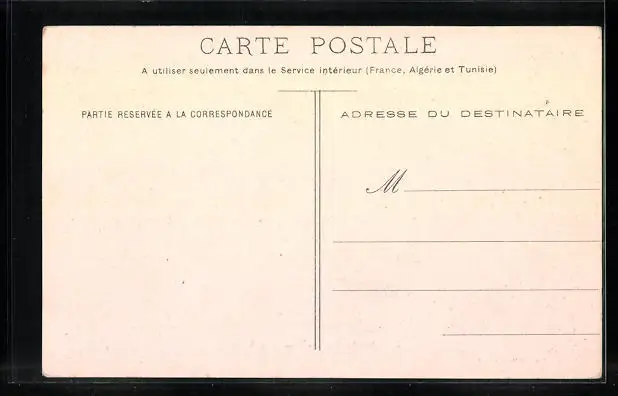 CARTE POSTALE
A utiliser seulement dans le Service intérieur (France, Algérie et Tunisie)
PARTIE RESERVÉE A LA CORRESPONDANCE
ADRESSE DU DESTINATAIRE
M